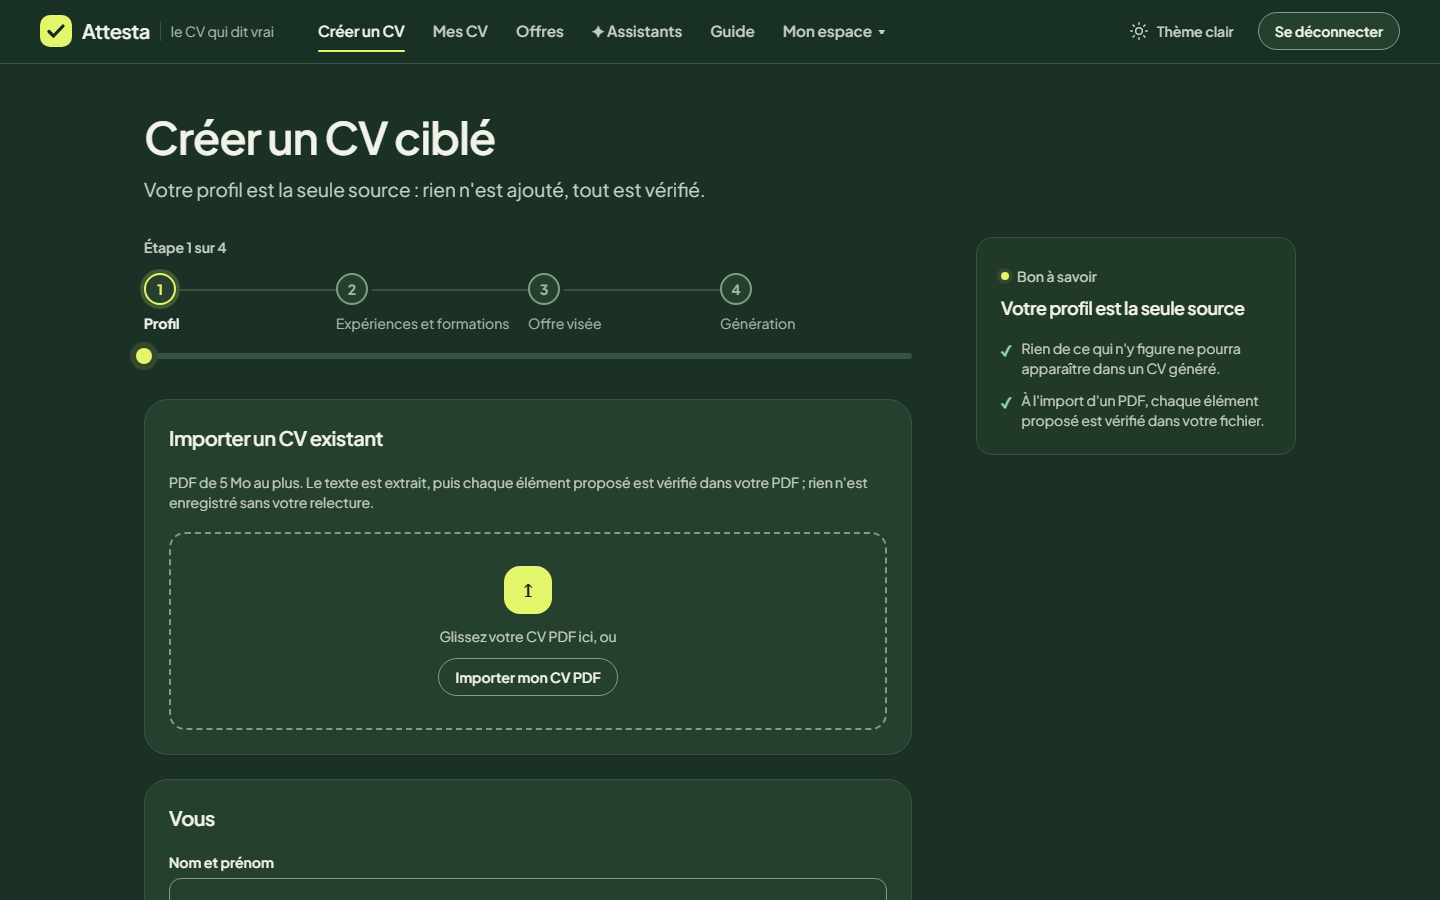 Attesta
le CV qui dit vrai
Créer un CV
Mes CV
Offres
Assistants
Guide
Mon espace
Thème clair
Se déconnecter
Créer un CV ciblé
Votre profil est la seule source : rien n'est ajouté, tout est vérifié.
Étape 1 sur 4
1
2
3
4
Profil
Expériences et formations
Offre visée
Génération
Importer un CV existant
PDF de 5 Mo au plus. Le texte est extrait, puis chaque élément proposé est vérifié dans votre PDF ; rien n'est
enregistré sans votre relecture.
Glissez votre CV PDF ici, ou
Importer mon CV PDF
Vous
Nom et prénom
Bon à savoir
Votre profil est la seule source
Rien de ce qui n'y figure ne pourra
apparaître dans un CV généré.
À l'import d'un PDF, chaque élément
proposé est vérifié dans votre fichier.